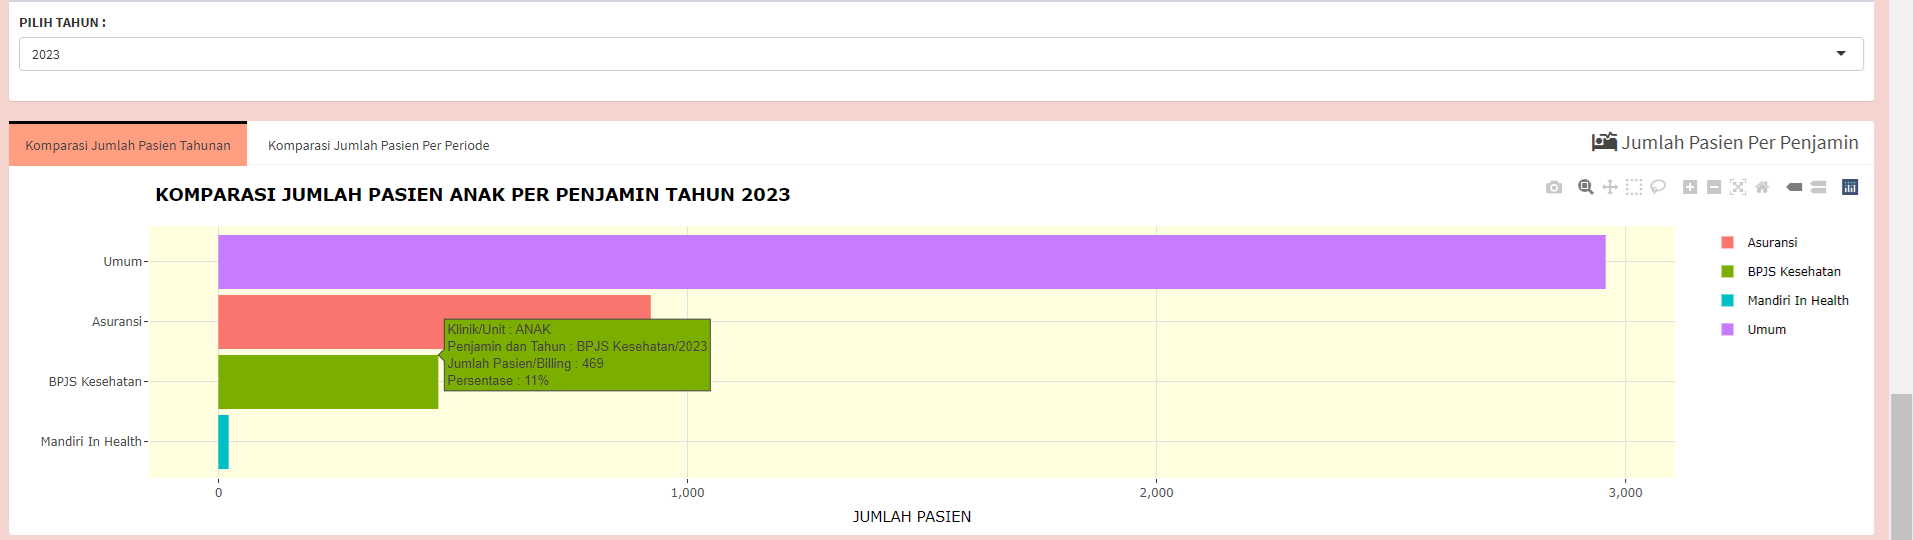 PILIH TAHUN :
2023
Komparasi Jumlah Pasien Tahunan
Komparasi Jumlah Pasien Per Periode
Jumlah Pasien Per Penjamin
KOMPARASI JUMLAH PASIEN ANAK PER PENJAMIN TAHUN 2023
Umum
Asuransi
BPJS Kesehatan
Mandiri In Health
Klinik/Unit : ANAK
Penjamin dan Tahun : BPJS Kesehatan/2023
Jumlah Pasien/Billing : 469
Persentase : 11%
0
1,000
2,000
3,000
JUMLAH PASIEN
Asuransi
BPJS Kesehatan
Mandiri In Health
Umum